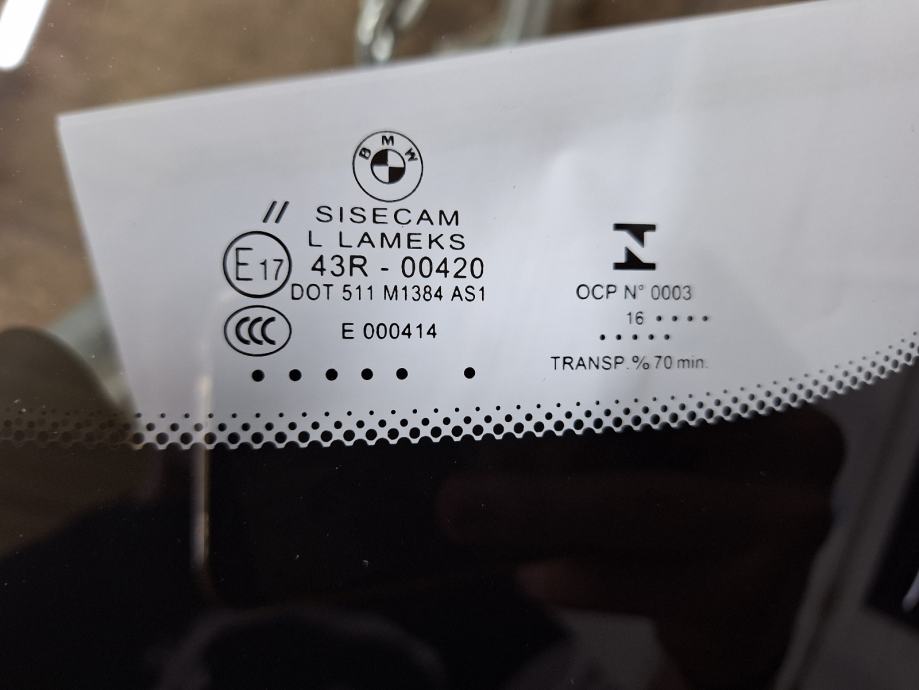 BMW
// SISECAM
L LAMEKS
E17 43R - 00420
DOT 511 M1384 AS1
CCC E 000414
OCP N° 0003
16 • • • •
• • • • •
TRANSP.% 70 min.